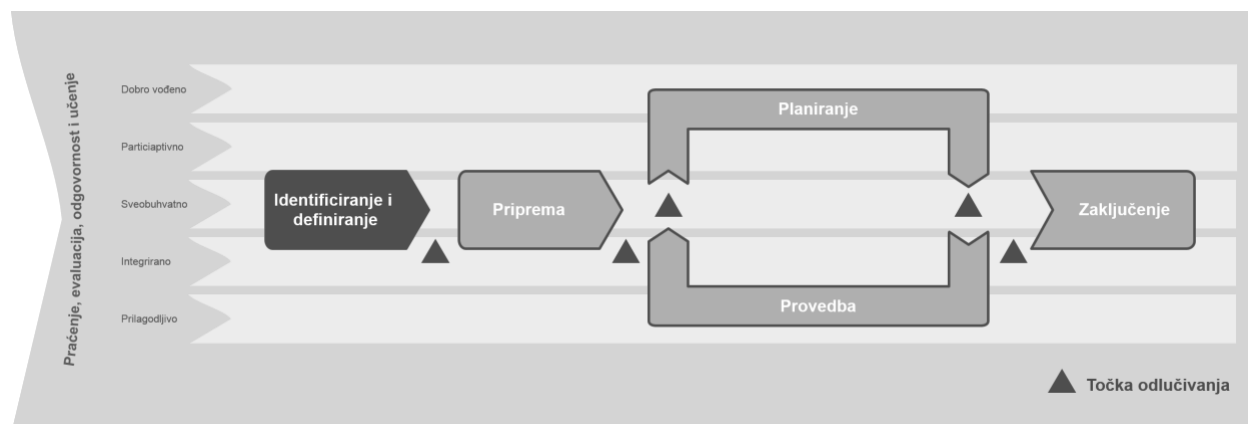 Praćenje, evaluacija, odgovornost i učenje
Dobro vođeno
Particiaptivno
Sveobuhvatno
Integrirano
Prilagodljivo
Identificiranje i
definiranje
Priprema
Planiranje
Provedba
Zaključenje
Točka odlučivanja